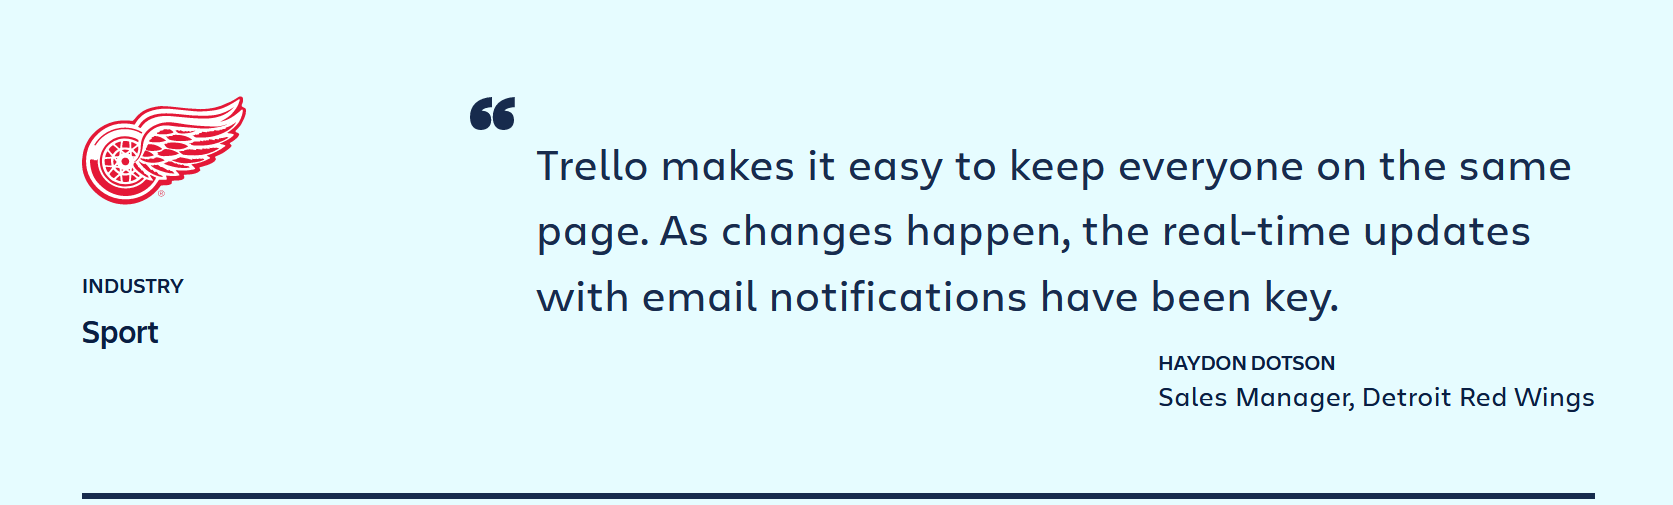 INDUSTRY
Sport
“
Trello makes it easy to keep everyone on the same
page. As changes happen, the real-time updates
with email notifications have been key.
HAYDON DOTSON
Sales Manager, Detroit Red Wings